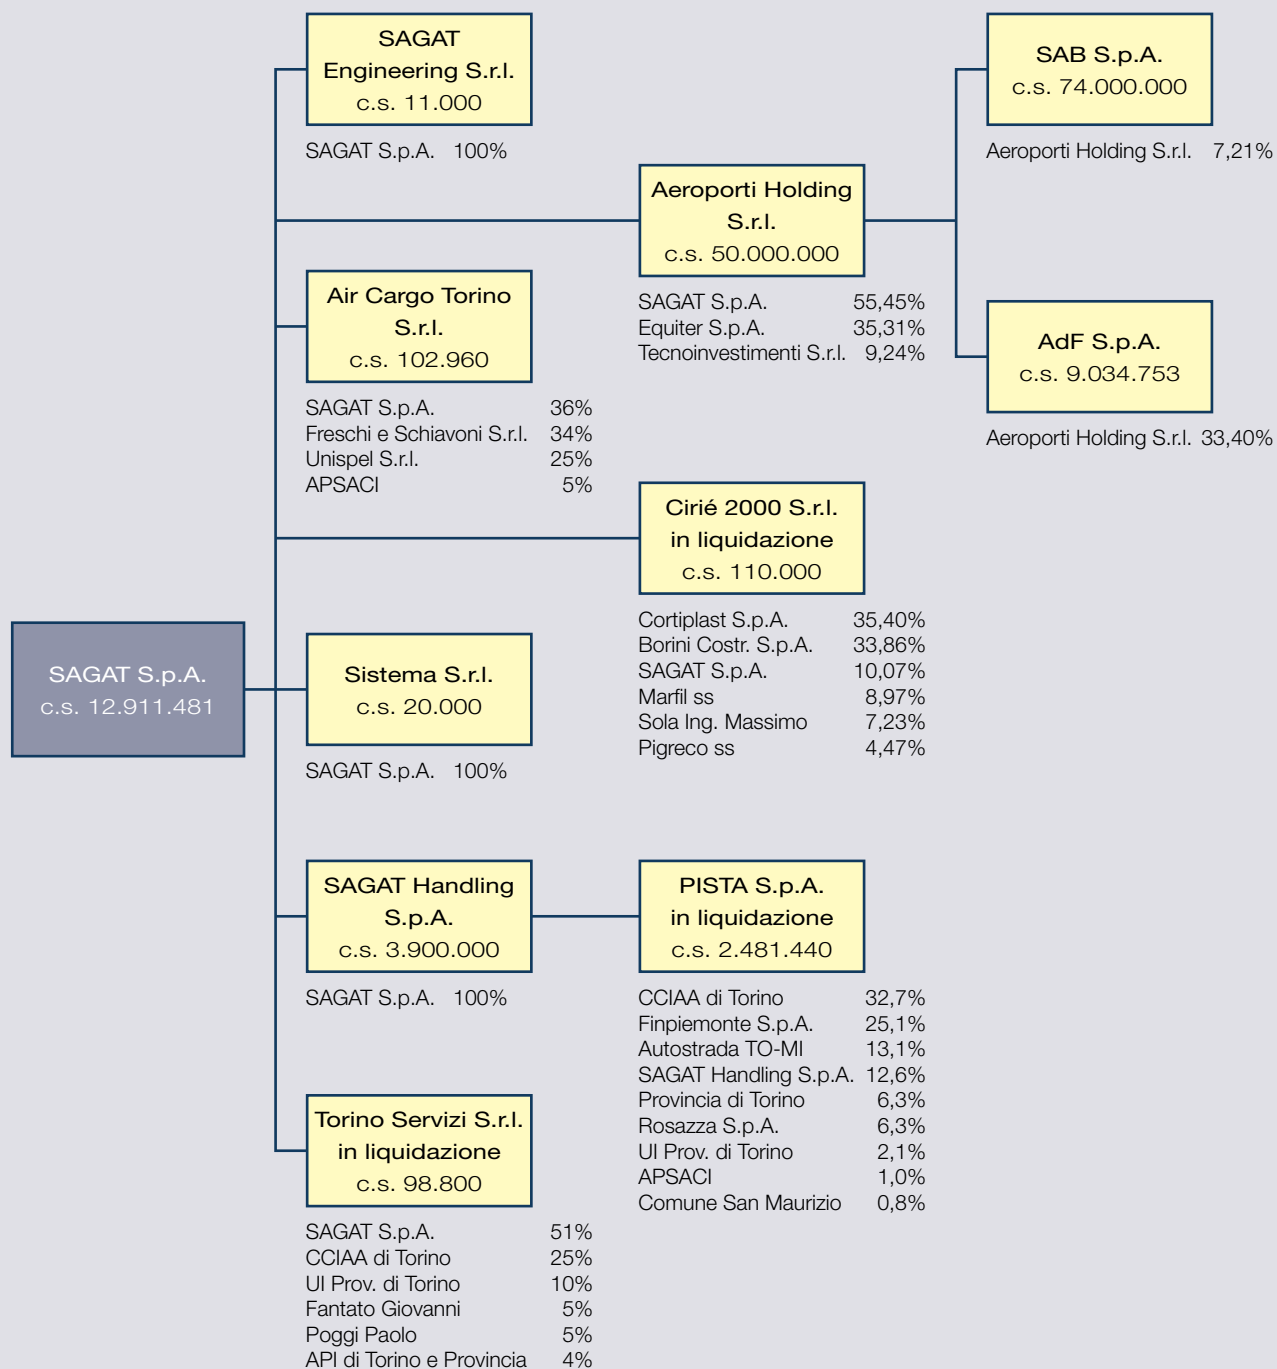 SAGAT
Engineering S.r.l.
c.s. 11.000
SAGAT S.p.A. 100%
SAB S.p.A.
c.s. 74.000.000
Aeroporti Holding S.r.l. 7,21%
Aeroporti Holding
S.r.l.
c.s. 50.000.000
SAGAT S.p.A. 55,45%
Equiter S.p.A. 35,31%
Tecnoinvestimenti S.r.l. 9,24%
AdF S.p.A.
c.s. 9.034.753
Aeroporti Holding S.r.l. 33,40%
Air Cargo Torino
S.r.l.
c.s. 102.960
SAGAT S.p.A. 36%
Freschi e Schiavoni S.r.l. 34%
Unispel S.r.l. 25%
APSACI 5%
Cirié 2000 S.r.l.
in liquidazione
c.s. 110.000
Cortiplast S.p.A. 35,40%
Borini Costr. S.p.A. 33,86%
SAGAT S.p.A. 10,07%
Marfil ss 8,97%
Sola Ing. Massimo 7,23%
Pigreco ss 4,47%
SAGAT S.p.A.
c.s. 12.911.481
Sistema S.r.l.
c.s. 20.000
SAGAT S.p.A. 100%
SAGAT Handling
S.p.A.
c.s. 3.900.000
SAGAT S.p.A. 100%
PISTA S.p.A.
in liquidazione
c.s. 2.481.440
CCIAA di Torino 32,7%
Finpiemonte S.p.A. 25,1%
Autostrada TO-MI 13,1%
SAGAT Handling S.p.A. 12,6%
Provincia di Torino 6,3%
Rosazza S.p.A. 6,3%
UI Prov. di Torino 2,1%
APSACI 1,0%
Comune San Maurizio 0,8%
Torino Servizi S.r.l.
in liquidazione
c.s. 98.800
SAGAT S.p.A. 51%
CCIAA di Torino 25%
UI Prov. di Torino 10%
Fantato Giovanni 5%
Poggi Paolo 5%
API di Torino e Provincia 4%